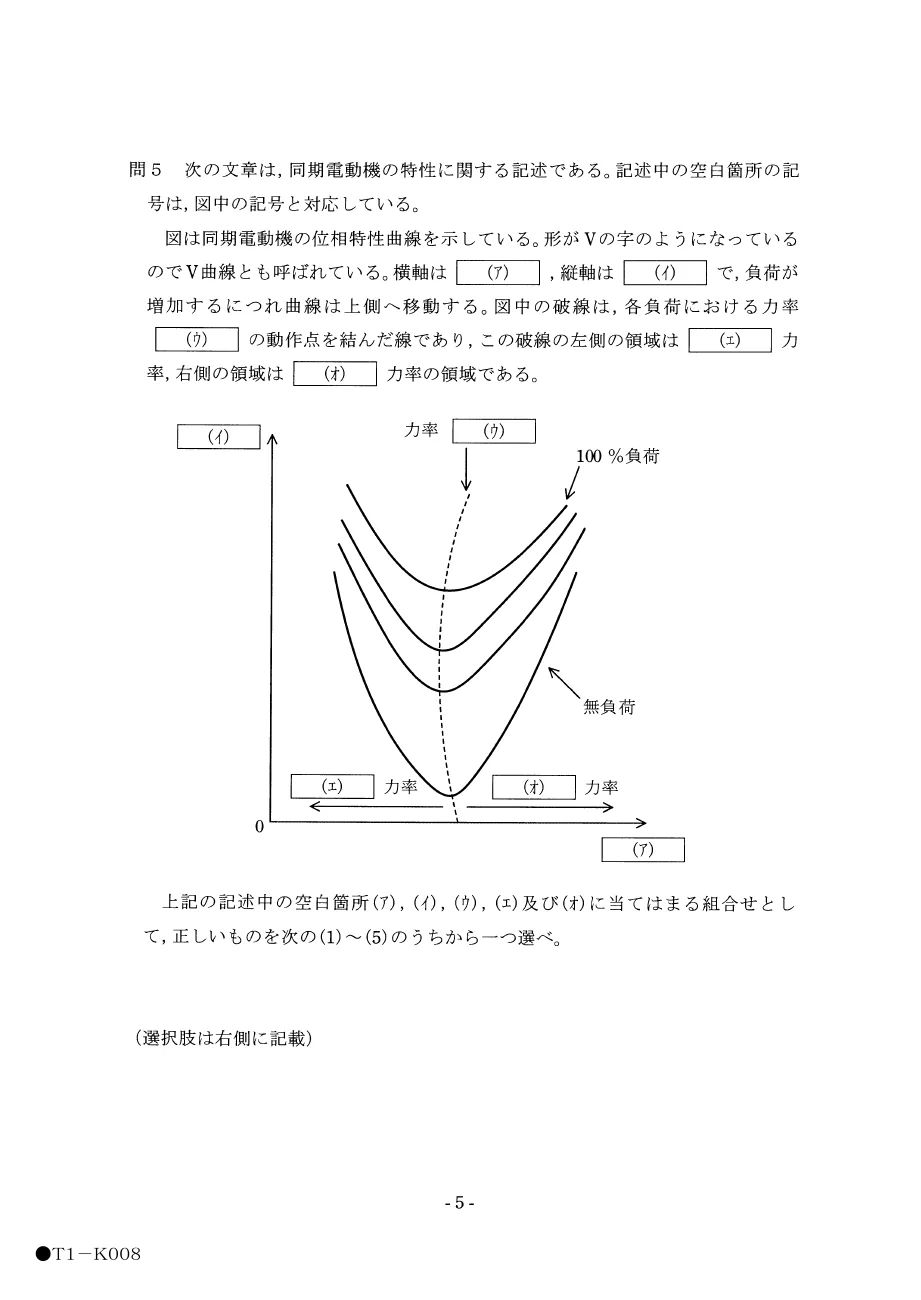 問5 次の文章は,同期電動機の特性に関する記述である。記述中の空白箇所の記
号は,図中の記号と対応している。
図は同期電動機の位相特性曲線を示している。形がVの字のようになっている
のでV曲線とも呼ばれている。横軸は (ア) ,縦軸は (イ) で,負荷が
増加するにつれ曲線は上側へ移動する。図中の破線は,各負荷における力率
(ウ) の動作点を結んだ線であり,この破線の左側の領域は (エ) 力
率,右側の領域は (オ) 力率の領域である。
(イ)
力率 (ウ)
100 %負荷
無負荷
(エ) 力率
(オ) 力率
0
(ア)
上記の記述中の空白箇所(ア),(イ),(ウ),(エ)及び(オ)に当てはまる組合せとし
て,正しいものを次の(1)~(5)のうちから一つ選べ。
(選択肢は右側に記載)
- 5 -
●T1-K008